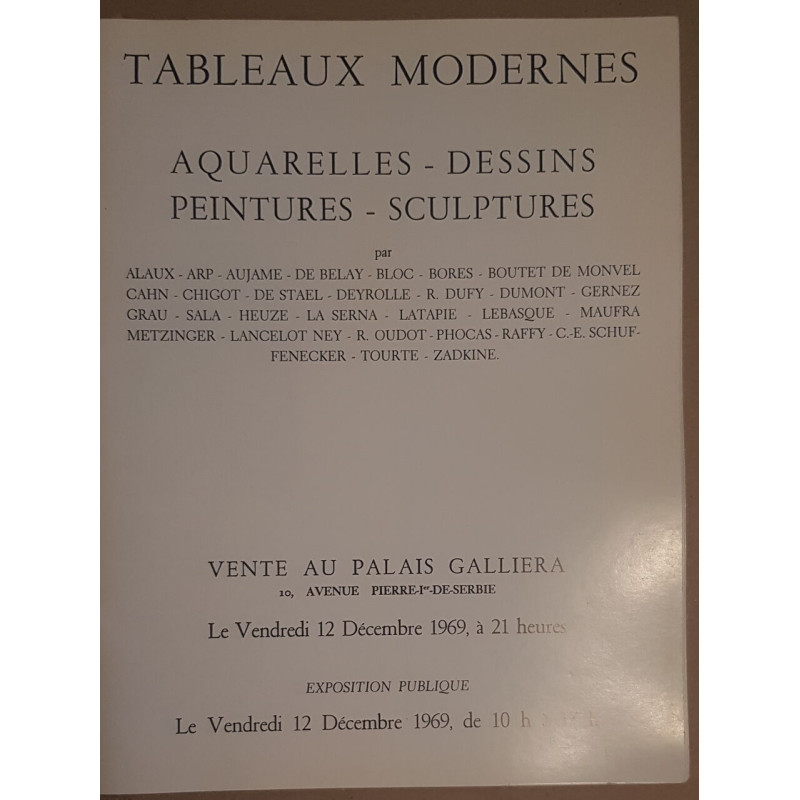 TABLEAUX MODERNES
AQUARELLES - DESSINS
PEINTURES - SCULPTURES
par
ALAUX - ARP - AUJAME - DE BELAY - BLOC - BORES - BOUTET DE MONVEL
CAHN - CHIGOT - DE STAEL - DEYROLLE - R. DUFY - DUMONT - GERNEZ
GRAU - SALA - HEUZE - LA SERNA - LATAPIE - LEBASQUE - MAUFRA
METZINGER - LANCELOT NEY - R. OUDOT - PHOCAS - RAFFY - C.-E. SCHUF-
FENECKER - TOURTE - ZADKINE.
VENTE AU PALAIS GALLIERA
10, AVENUE PIERRE-Ier-DE-SERBIE
Le Vendredi 12 Décembre 1969, à 21 heures
EXPOSITION PUBLIQUE
Le Vendredi 12 Décembre 1969, de 10 h